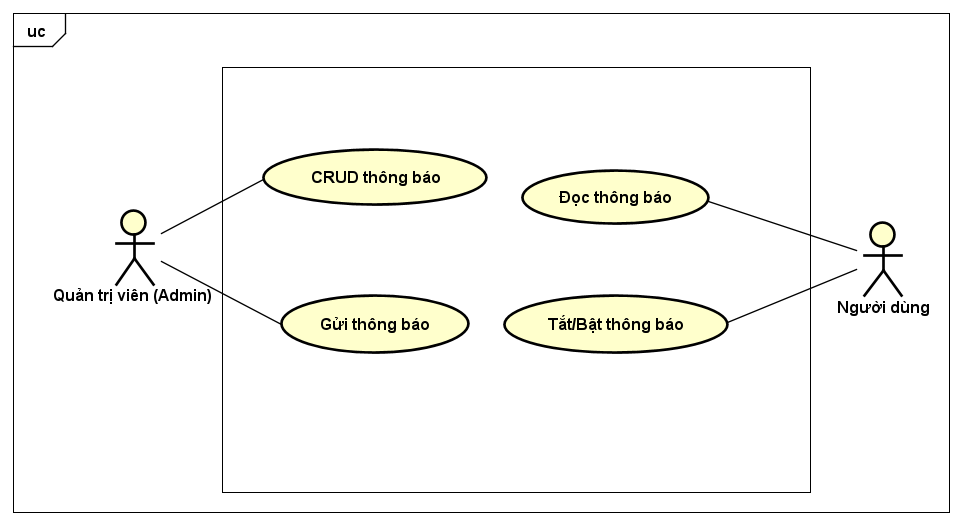 uc
CRUD thông báo
Đọc thông báo
Quản trị viên (Admin)
Người dùng
Gửi thông báo
Tắt/Bật thông báo